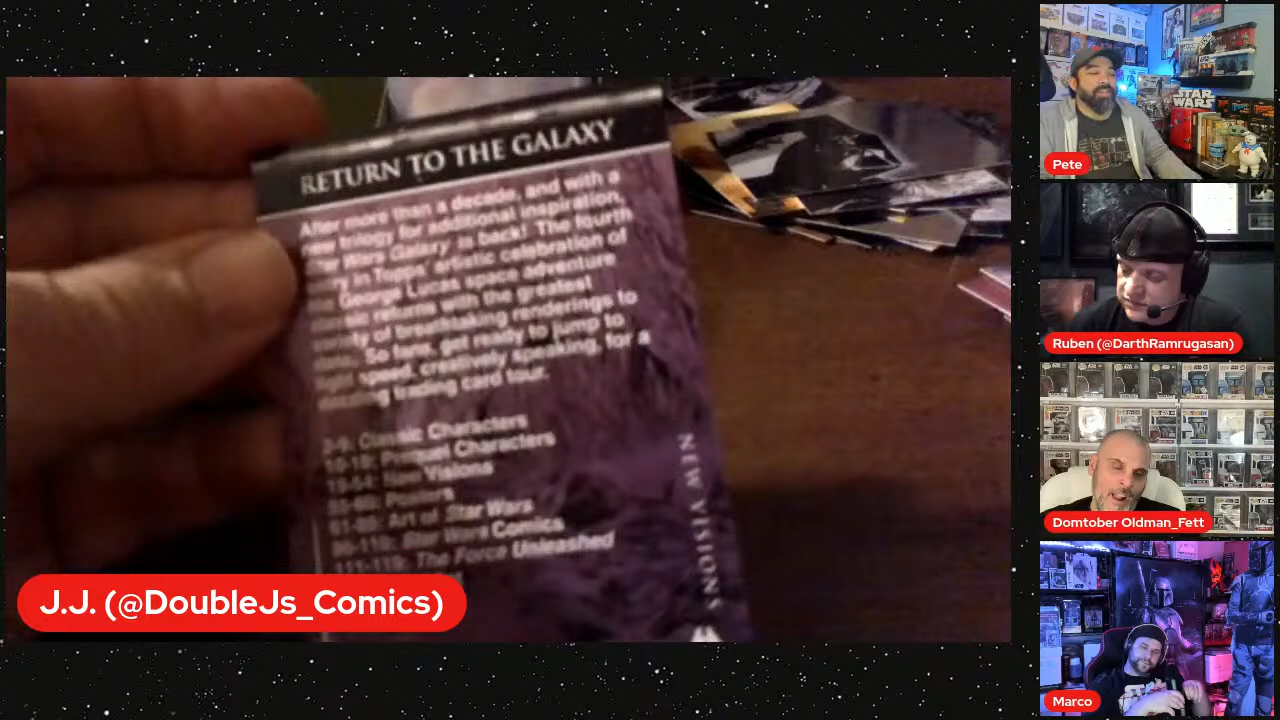 RETURN TO THE GALAXY
After more than a decade, and with a
new trilogy for additional inspiration,
Wars Galaxy is back! The fourth
in Topps' artistic celebration of
George Lucas space adventure
returns with the greatest
variety of breathtaking renderings to
So fans, get ready to jump to
light speed, creatively speaking, for a
dazzling trading card tour.
Classic Characters
Prequel Characters
New Visions
Posters
Art of Star Wars
Star Wars Comics
The Force Unleashed
NEW VISIONS
J.J. (@DoubleJs_Comics)
STAR
WARS
Pete
Ruben (@DarthRamrugasan)
Domtober Oldman_Fett
Marco